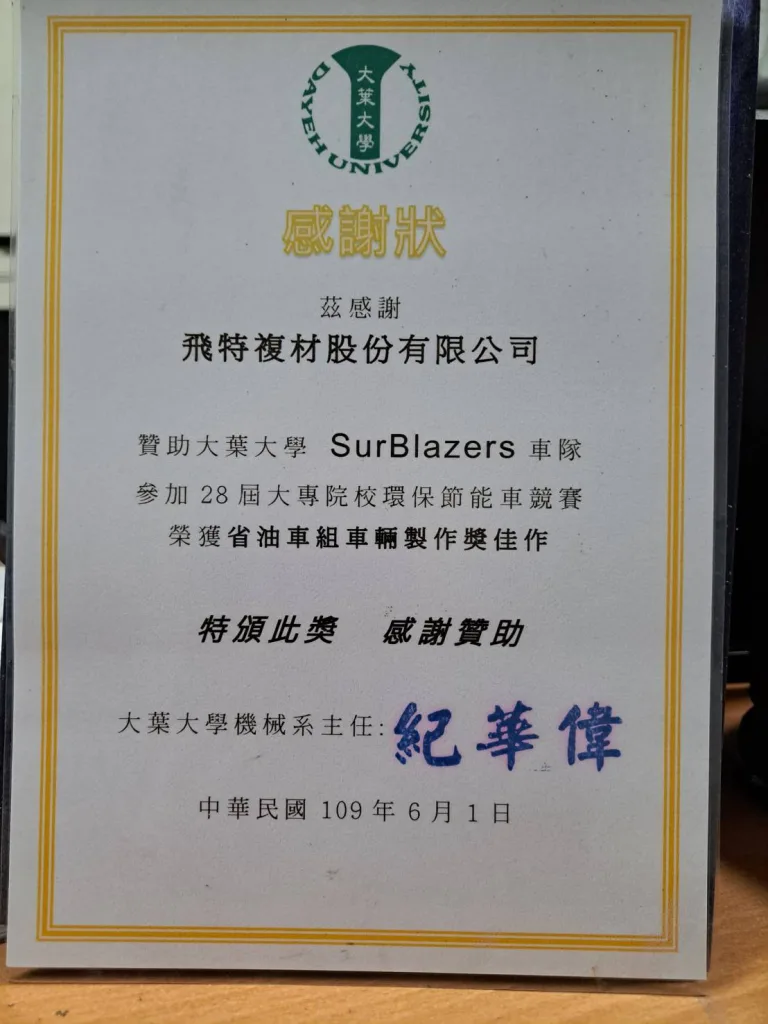 大葉大學
DAYEH UNIVERSITY
感謝狀
茲感謝
飛特複材股份有限公司
贊助大葉大學 SurBlazers 車隊
參加 28 屆大專院校環保節能車競賽
榮獲省油車組車輛製作獎佳作
特頒此獎 感謝贊助
大葉大學機械系主任:紀華偉
中華民國 109 年 6 月 1 日